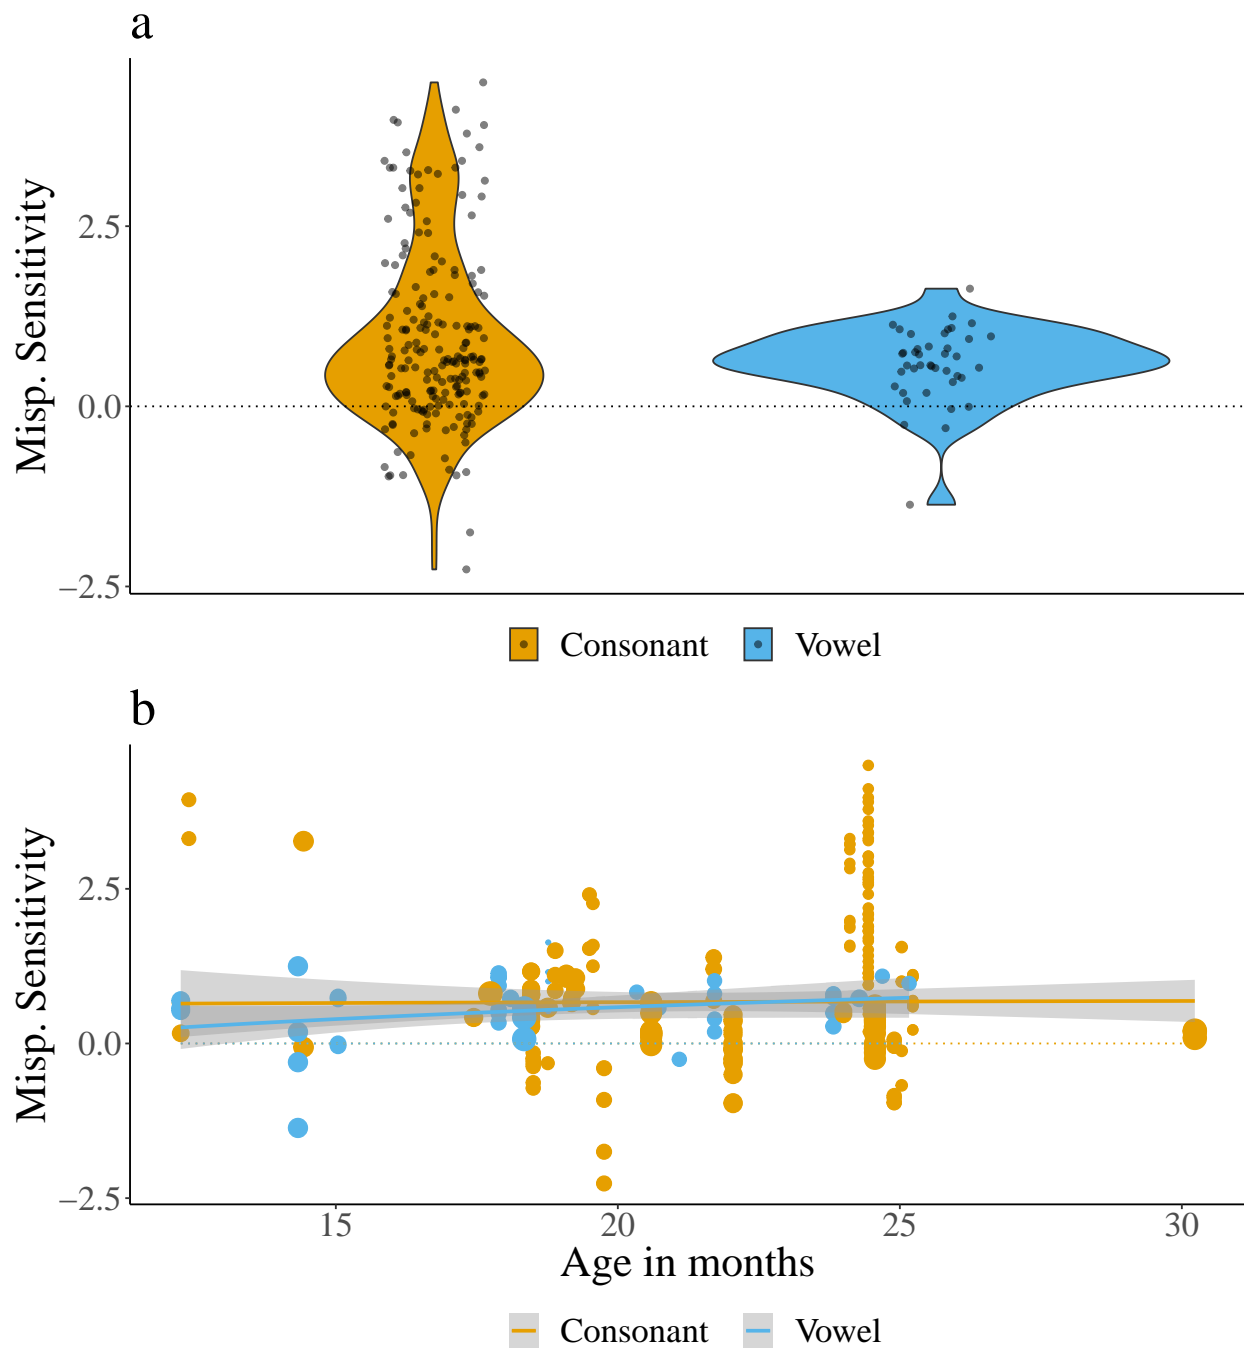 a
Misp. Sensitivity
2.5
0.0
−2.5
Consonant Vowel
b
Misp. Sensitivity
2.5
0.0
−2.5
15 20 25 30
Age in months
Consonant Vowel